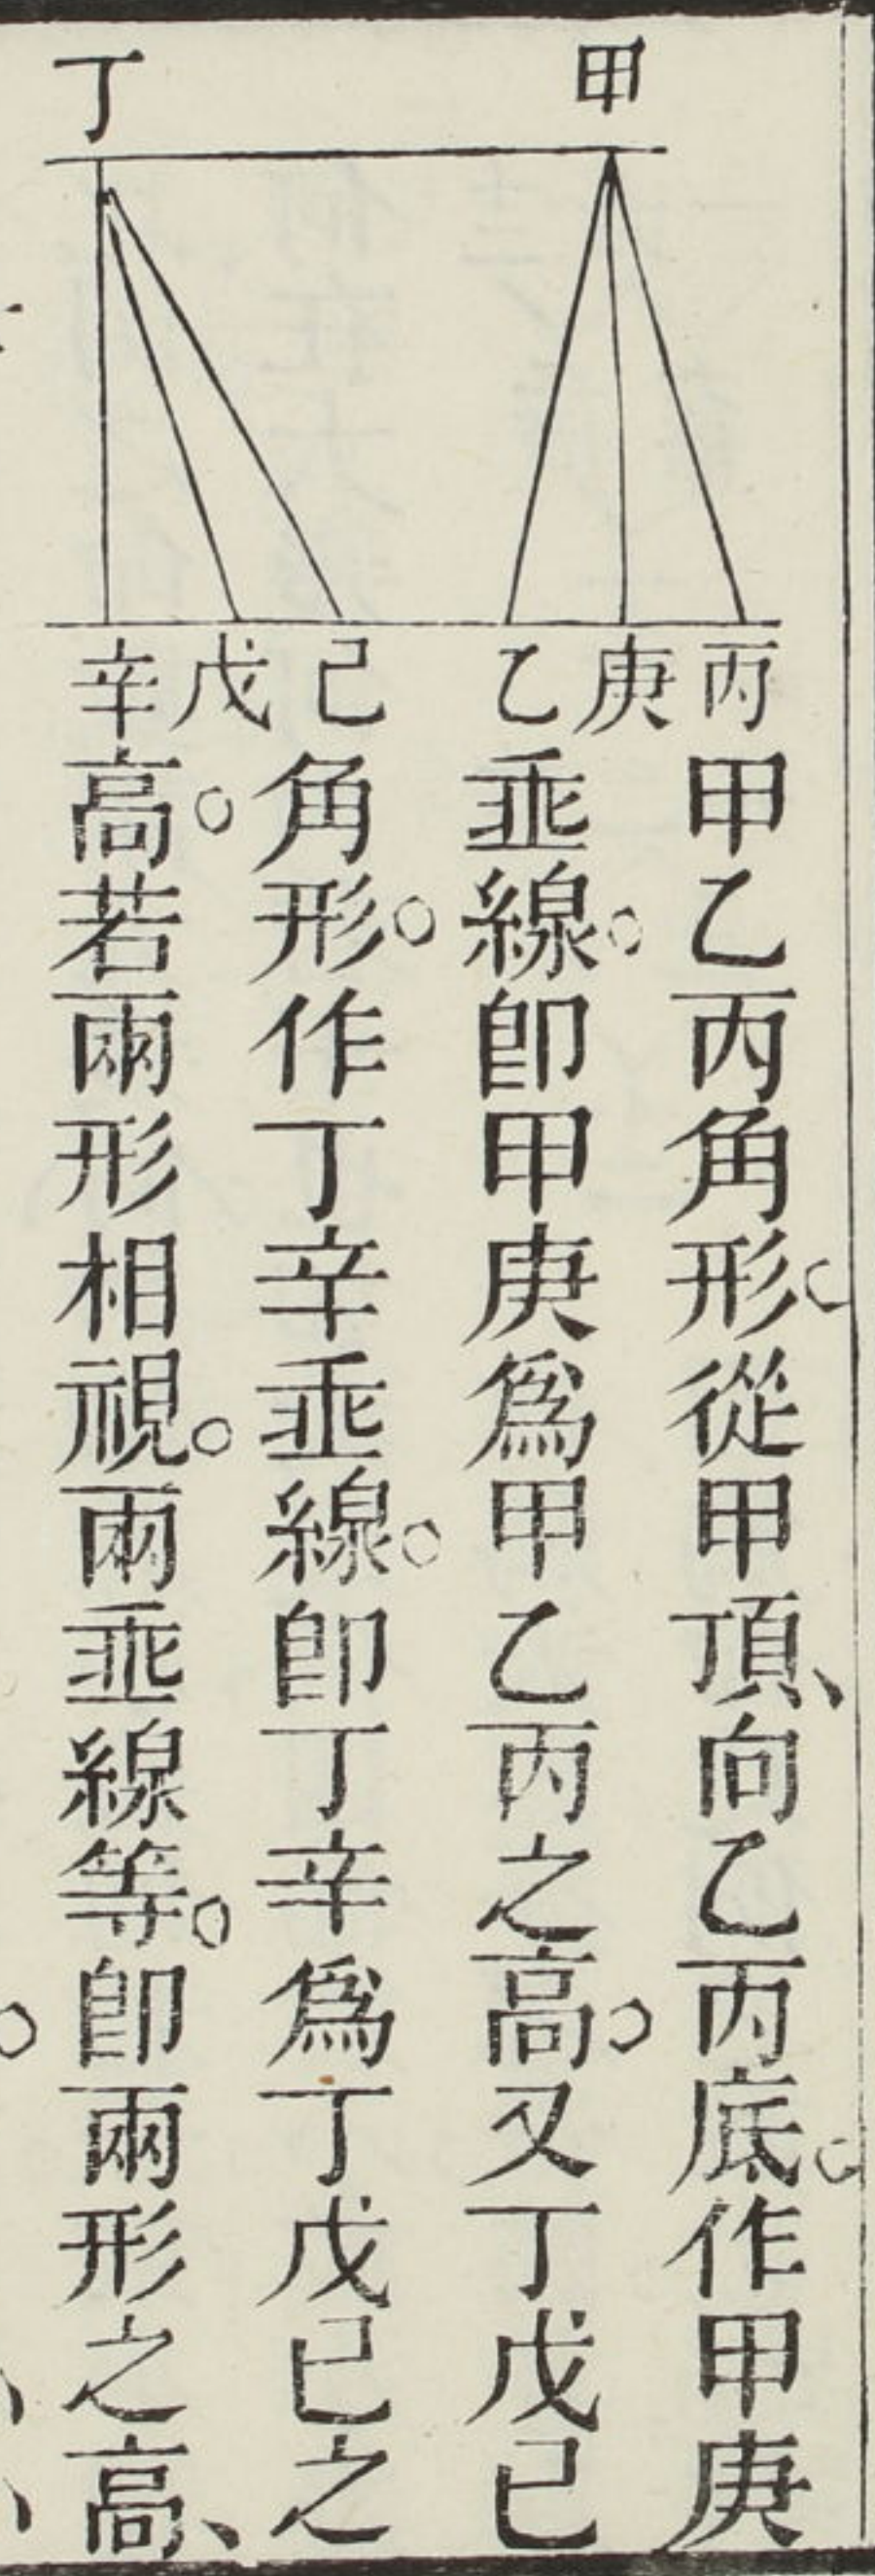 甲
丁
丙庚乙己戊辛
甲乙丙角形。從甲頂、向乙丙底。作甲庚
垂線。卽甲庚爲甲乙丙之高。又丁戊己
角形。作丁辛垂線。卽丁辛爲丁戊己之
高。若兩形相視。兩垂線等。卽兩形之高、